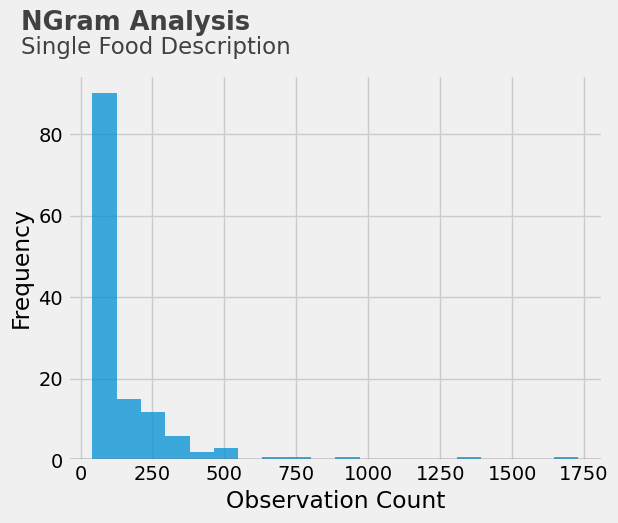 NGram Analysis
Single Food Description
Frequency
80
60
40
20
0
0 250 500 750 1000 1250 1500 1750
Observation Count